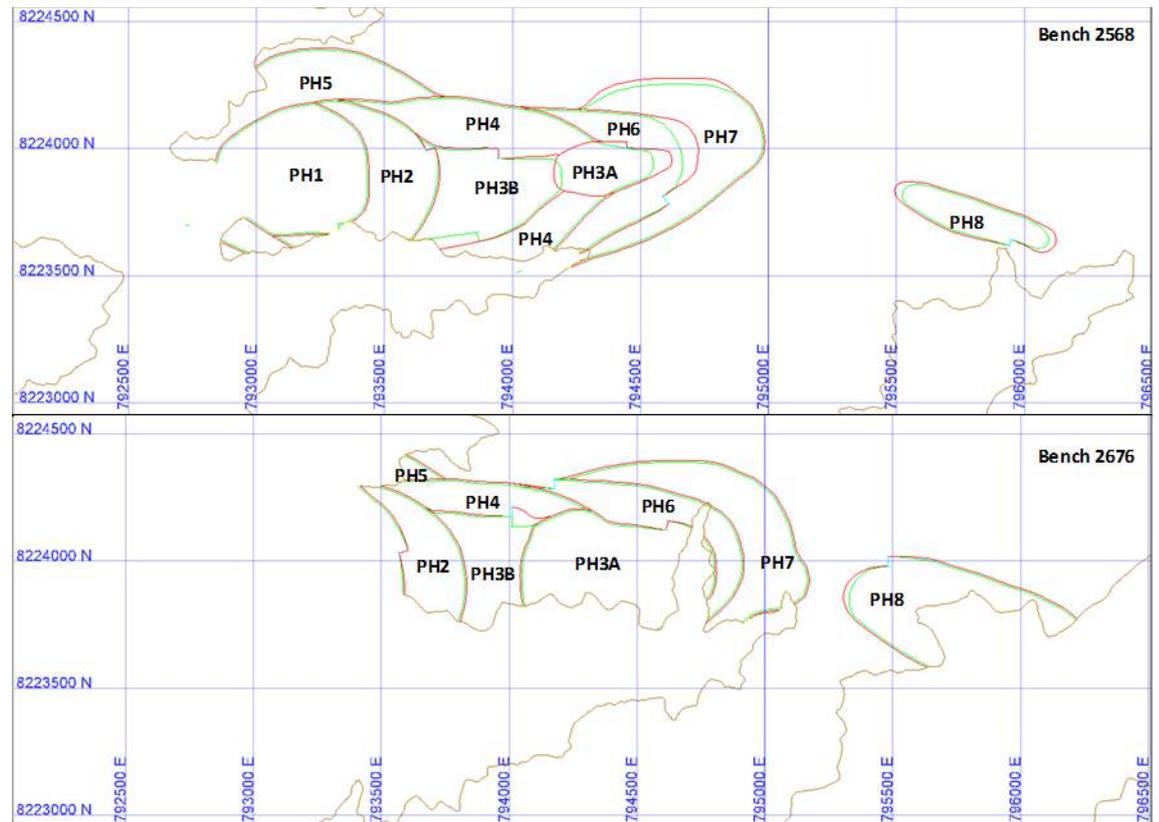 8224500 N
Bench 2568
PH5
PH4
PH6
PH7
8224000 N
PH1
PH2
PH3B
PH3A
PH8
PH4
8223500 N
792500 E
793000 E
793500 E
794000 E
794500 E
795000 E
795500 E
796000 E
796500 E
8223000 N
8224500 N
Bench 2676
PH5
PH4
PH6
8224000 N
PH2
PH3B
PH3A
PH7
PH8
8223500 N
792500 E
793000 E
793500 E
794000 E
794500 E
795000 E
795500 E
796000 E
796500 E
8223000 N